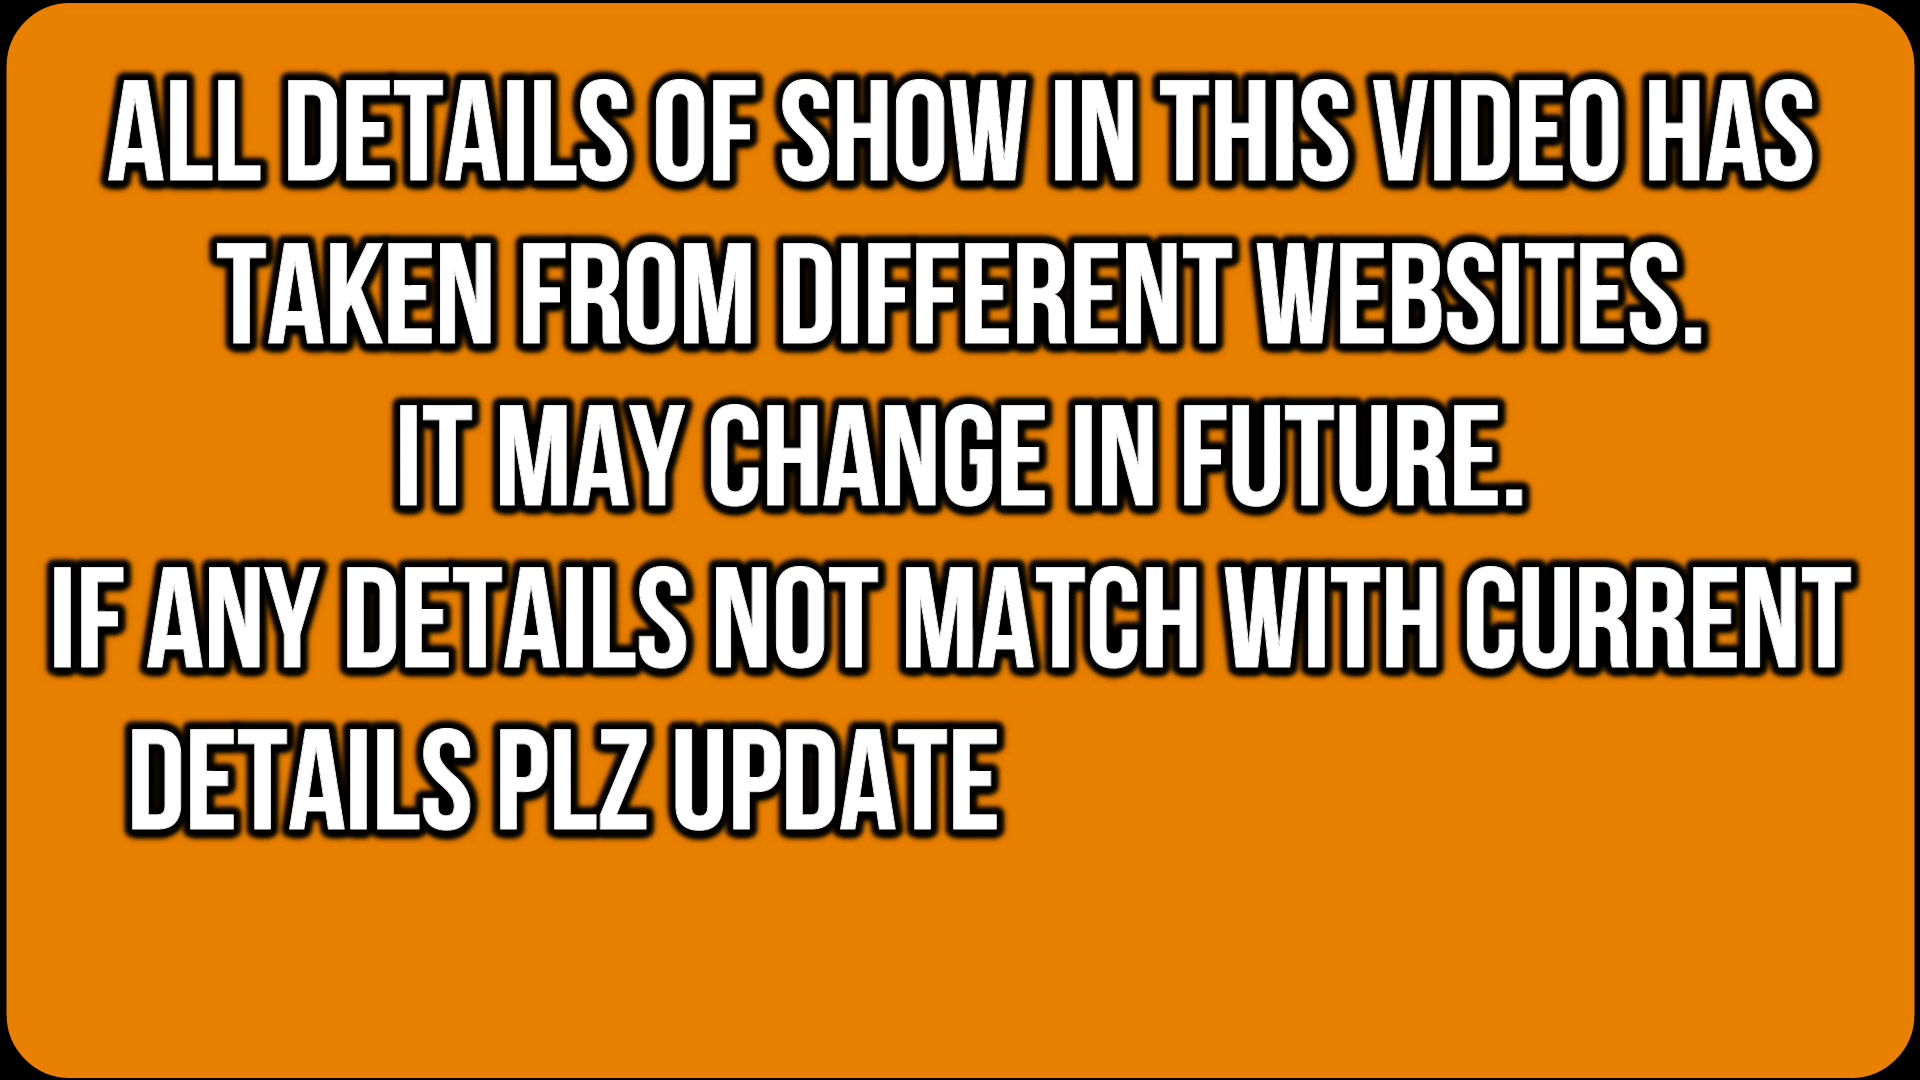 ALL DETAILS OF SHOW IN THIS VIDEO HAS
TAKEN FROM DIFFERENT WEBSITES.
IT MAY CHANGE IN FUTURE.
IF ANY DETAILS NOT MATCH WITH CURRENT
DETAILS PLZ UPDATE